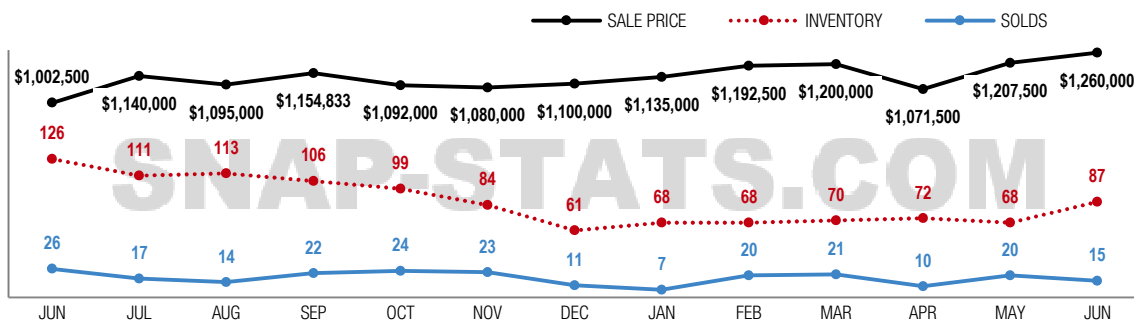 SALE PRICE INVENTORY SOLDS
$1,002,500 $1,140,000 $1,095,000 $1,154,833 $1,092,000 $1,080,000 $1,100,000 $1,135,000 $1,192,500 $1,200,000 $1,071,500 $1,207,500 $1,260,000
126 111 113 106 99 84 61 68 68 70 72 68 87
SNAP-STATS.COM
26 17 14 22 24 23 11 7 20 21 10 20 15
JUN JUL AUG SEP OCT NOV DEC JAN FEB MAR APR MAY JUN